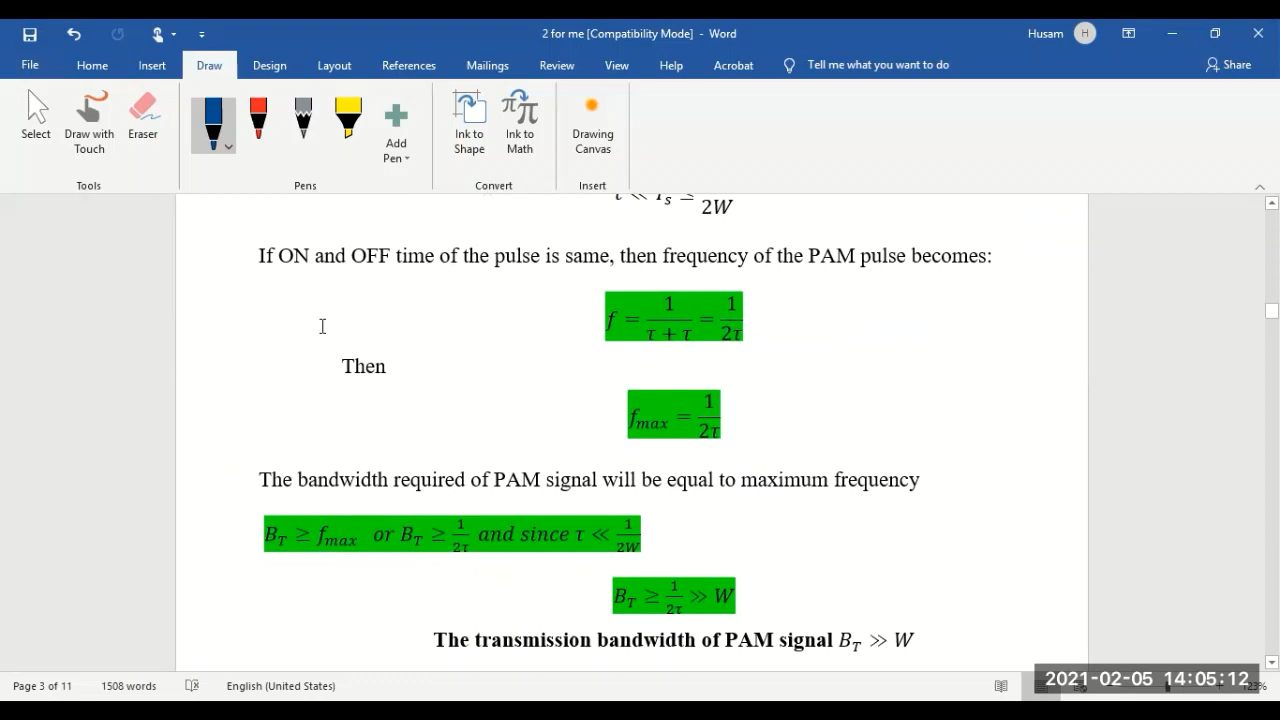 2 for me [Compatibility Mode] - Word
Husam
H
File Home Insert Draw Design Layout References Mailings Review View Help Acrobat Tell me what you want to do
Share
Select
Draw with Touch
Eraser
Add Pen
Ink to Shape
Ink to Math
Drawing Canvas
Tools Pens Convert Insert
τ ≪ T_s ≤ 2W
If ON and OFF time of the pulse is same, then frequency of the PAM pulse becomes:
f = 1/(τ + τ) = 1/2τ
Then
f_max = 1/2τ
The bandwidth required of PAM signal will be equal to maximum frequency
B_T ≥ f_max or B_T ≥ 1/2τ and since τ ≪ 1/2W
B_T ≥ 1/2τ ≫ W
The transmission bandwidth of PAM signal B_T ≫ W
Page 3 of 11 1508 words English (United States)
2021-02-05 14:05:12